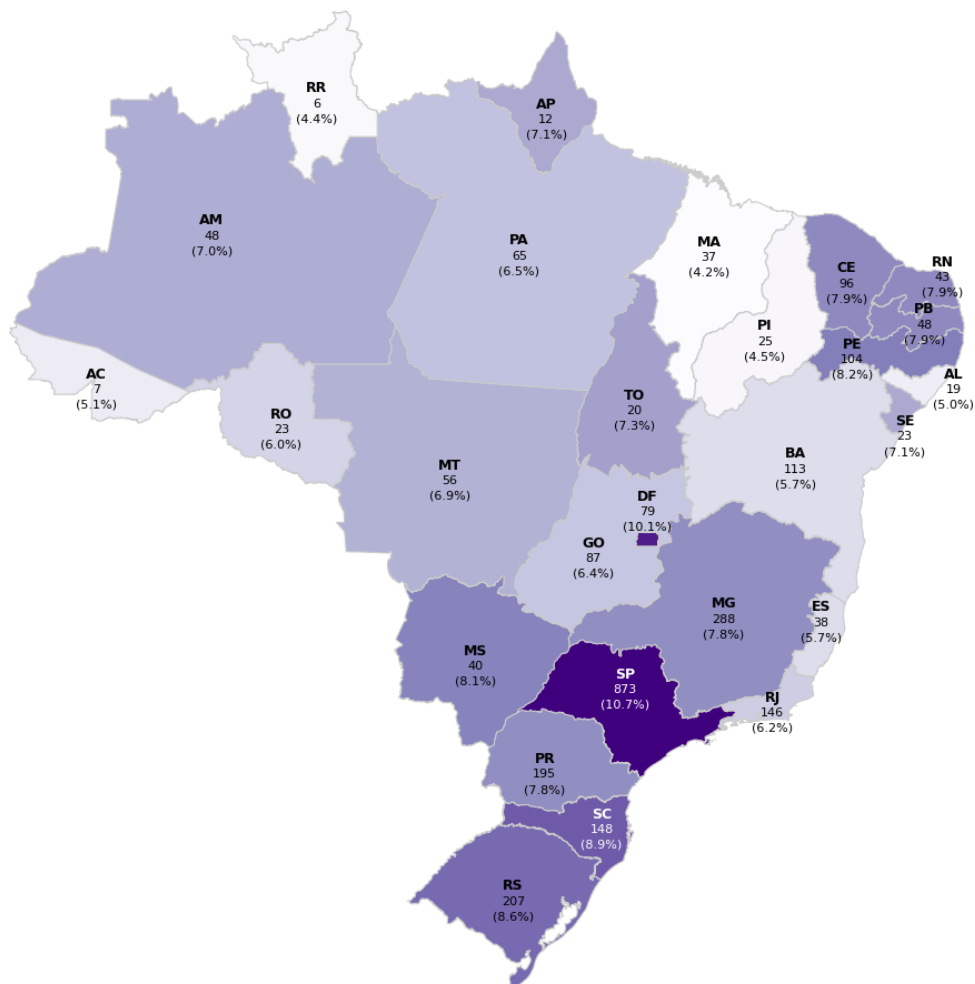 RR
6
(4.4%)
AP
12
(7.1%)
AM
48
(7.0%)
PA
65
(6.5%)
MA
37
(4.2%)
CE
96
(7.9%)
RN
43
(7.9%)
PB
48
(7.9%)
PI
25
(4.5%)
PE
104
(8.2%)
AC
7
(5.1%)
AL
19
(5.0%)
RO
23
(6.0%)
TO
20
(7.3%)
SE
23
(7.1%)
MT
56
(6.9%)
BA
113
(5.7%)
DF
79
(10.1%)
GO
87
(6.4%)
MG
288
(7.8%)
ES
38
(5.7%)
MS
40
(8.1%)
SP
873
(10.7%)
RJ
146
(6.2%)
PR
195
(7.8%)
SC
148
(8.9%)
RS
207
(8.6%)